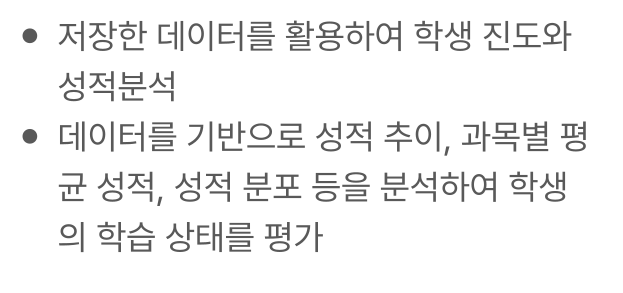 • 저장한 데이터를 활용하여 학생 진도와
성적분석
• 데이터를 기반으로 성적 추이, 과목별 평
균 성적, 성적 분포 등을 분석하여 학생
의 학습 상태를 평가